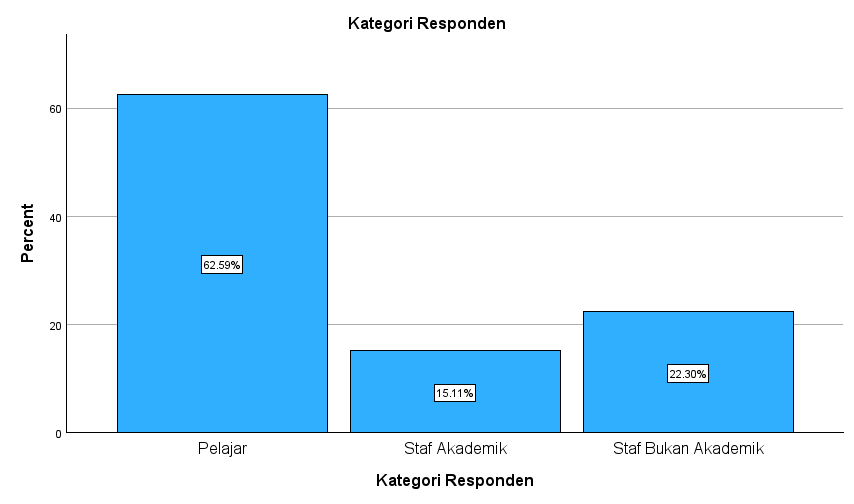 Kategori Responden
Percent
60
40
20
0
62.59%
15.11%
22.30%
Pelajar
Staf Akademik
Staf Bukan Akademik
Kategori Responden